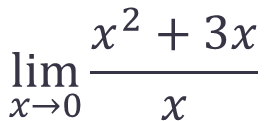 lim x→0 (x² + 3x)/x